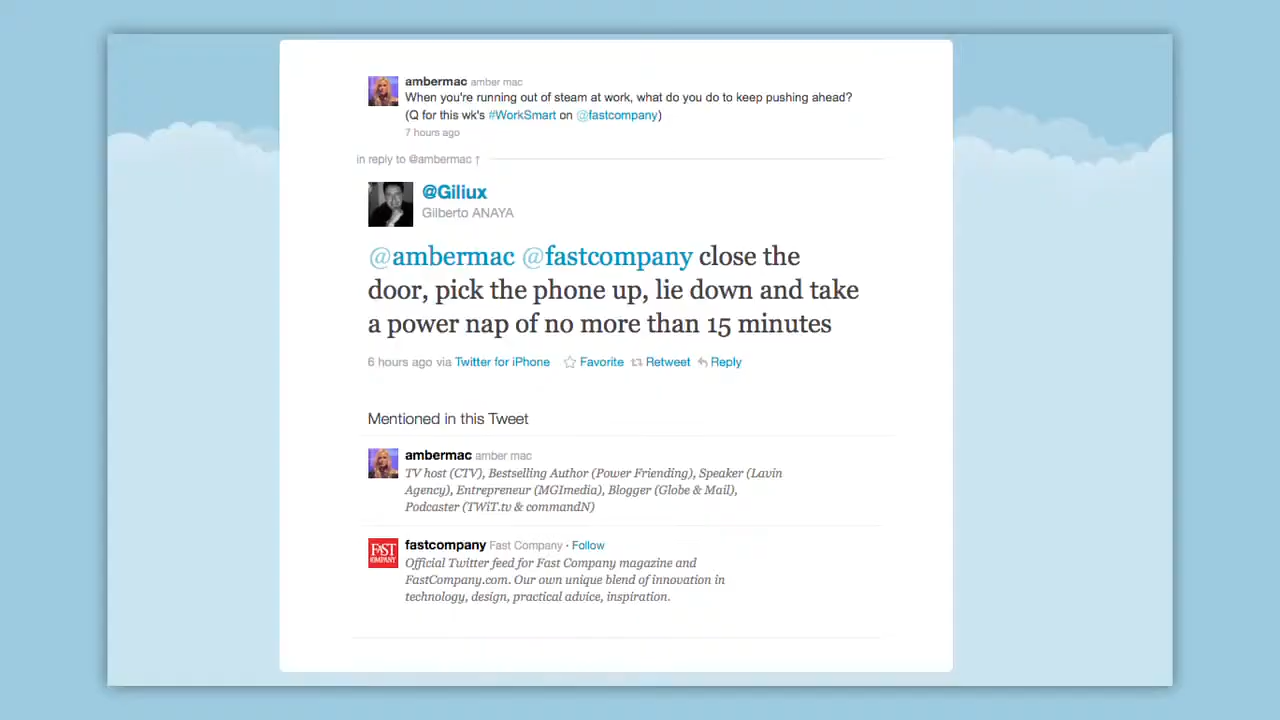 ambermac amber mac
When you're running out of steam at work, what do you do to keep pushing ahead?
(Q for this wk's #WorkSmart on @fastcompany)
7 hours ago
in reply to @ambermac ↑
@Giliux
Gilberto ANAYA
@ambermac @fastcompany close the
door, pick the phone up, lie down and take
a power nap of no more than 15 minutes
6 hours ago via Twitter for iPhone Favorite Retweet Reply
Mentioned in this Tweet
ambermac amber mac
TV host (CTV), Bestselling Author (Power Friending), Speaker (Lavin
Agency), Entrepreneur (MGImedia), Blogger (Globe & Mail),
Podcaster (TWiT.tv & commandN)
FAST
COMPANY
fastcompany Fast Company · Follow
Official Twitter feed for Fast Company magazine and
FastCompany.com. Our own unique blend of innovation in
technology, design, practical advice, inspiration.